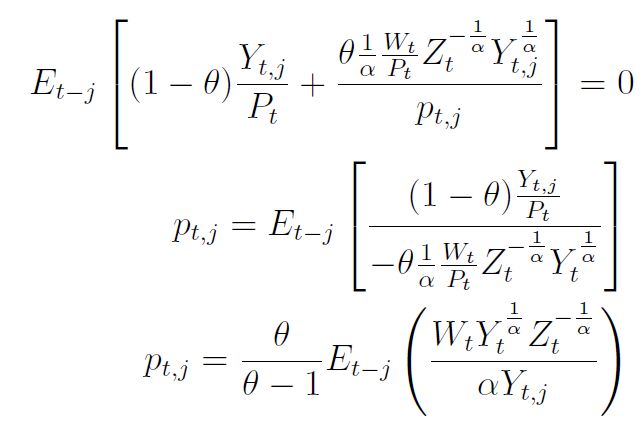 E_{t-j} \left[ (1-\theta) \frac{Y_{t,j}}{P_t} + \frac{\theta \frac{1}{\alpha} \frac{W_t}{P_t} Z_t^{-\frac{1}{\alpha}} Y_{t,j}^{\frac{1}{\alpha}}}{p_{t,j}} \right] = 0
p_{t,j} = E_{t-j} \left[ \frac{(1-\theta) \frac{Y_{t,j}}{P_t}}{-\theta \frac{1}{\alpha} \frac{W_t}{P_t} Z_t^{-\frac{1}{\alpha}} Y_t^{\frac{1}{\alpha}}} \right]
p_{t,j} = \frac{\theta}{\theta-1} E_{t-j} \left( \frac{W_t Y_t^{\frac{1}{\alpha}} Z_t^{-\frac{1}{\alpha}}}{\alpha Y_{t,j}} \right)